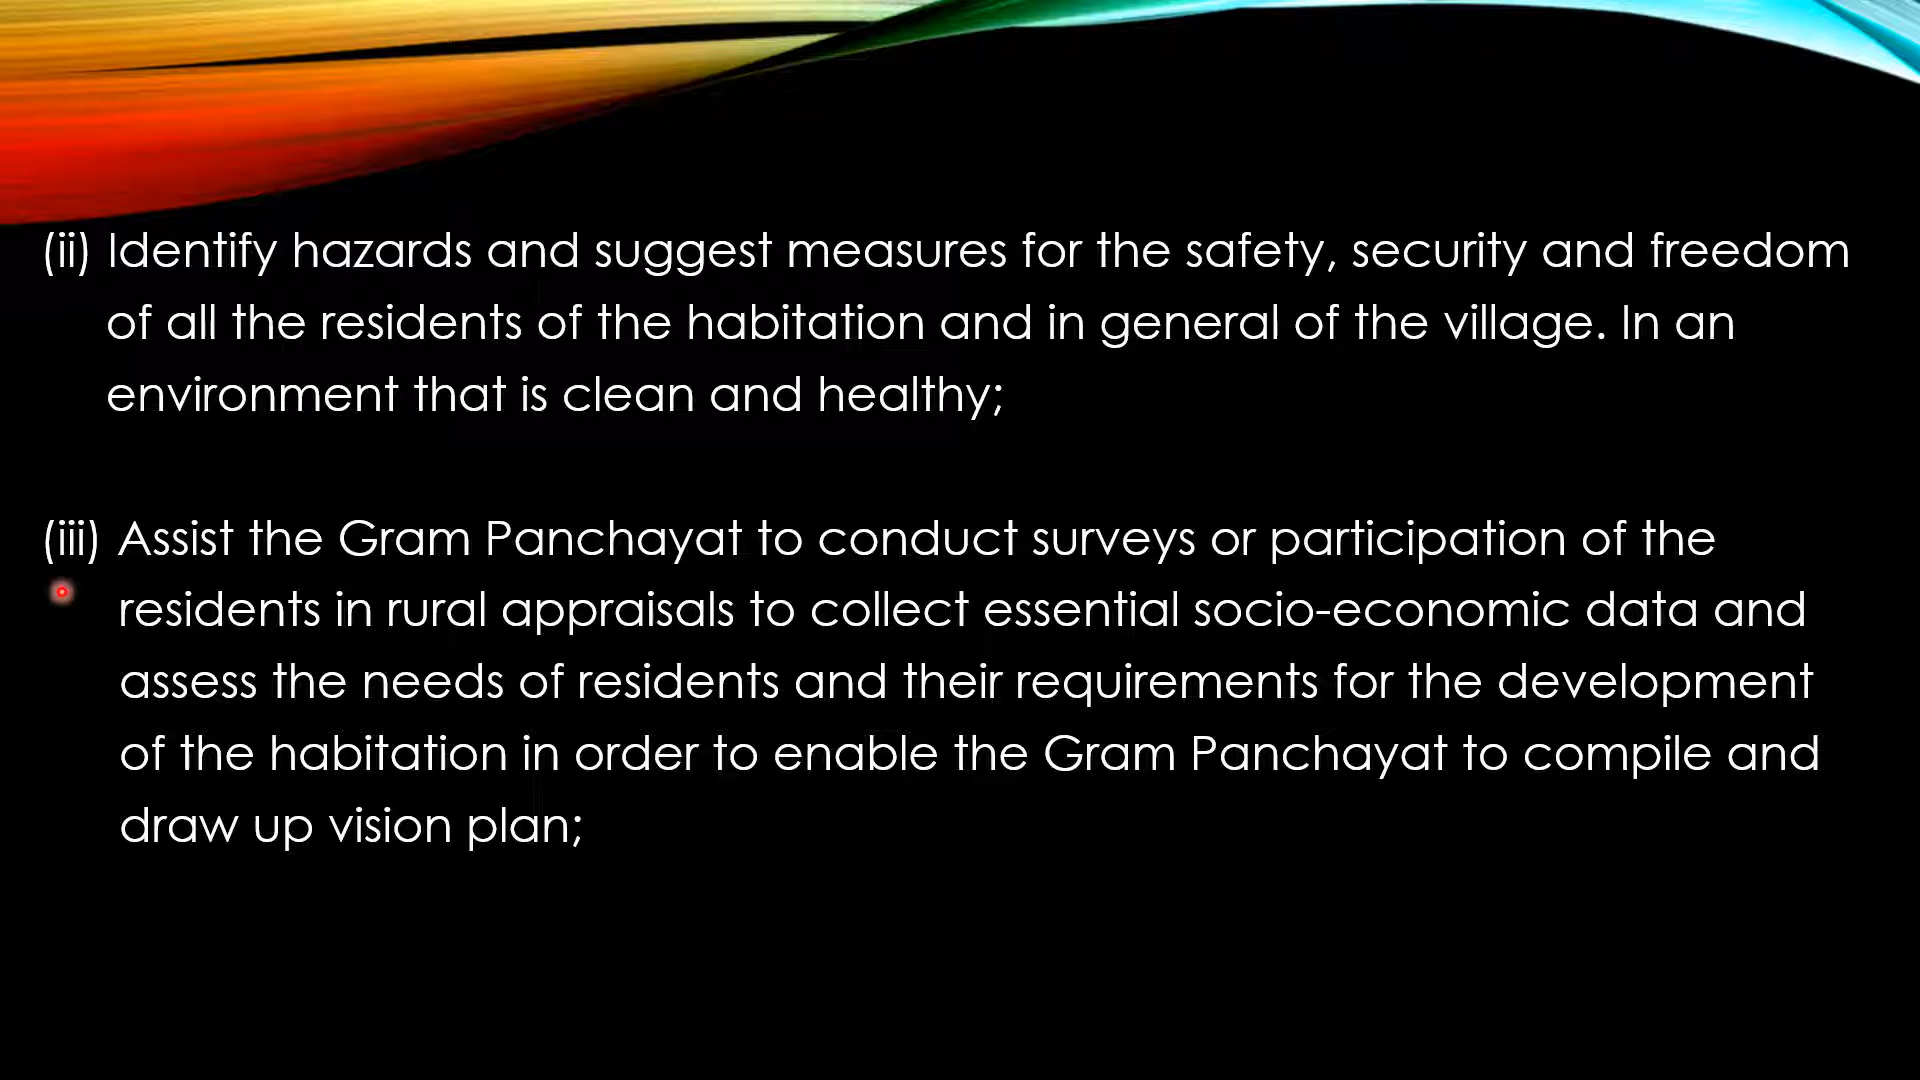 (ii) Identify hazards and suggest measures for the safety, security and freedom
of all the residents of the habitation and in general of the village. In an
environment that is clean and healthy;
(iii) Assist the Gram Panchayat to conduct surveys or participation of the
residents in rural appraisals to collect essential socio-economic data and
assess the needs of residents and their requirements for the development
of the habitation in order to enable the Gram Panchayat to compile and
draw up vision plan;